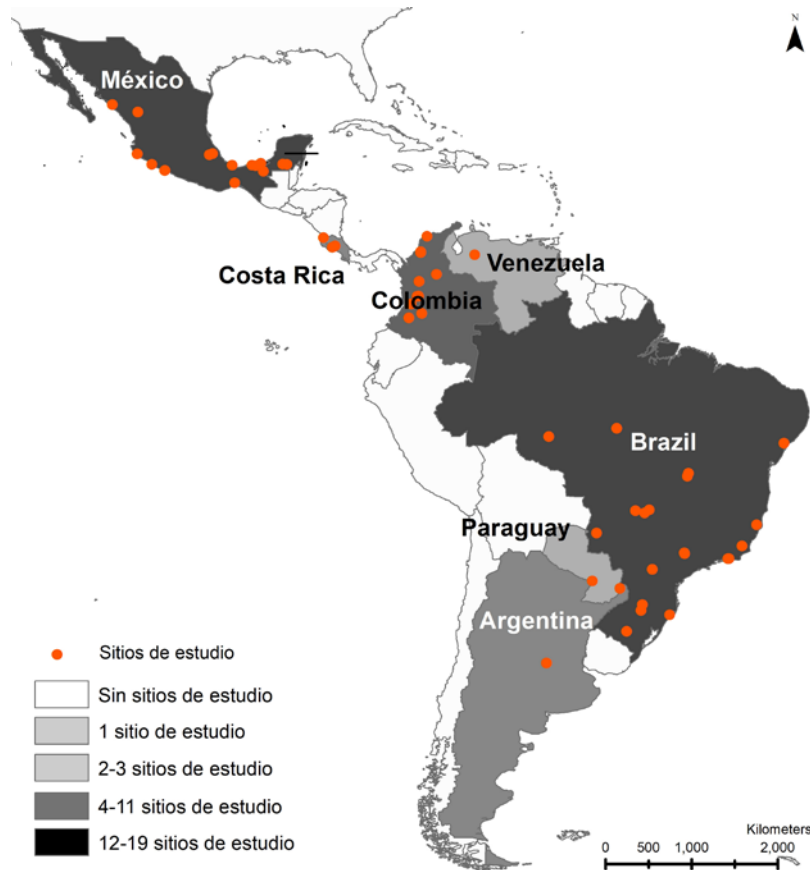 N
México
Costa Rica
Venezuela
Colombia
Brazil
Paraguay
Argentina
Sitios de estudio
Sin sitios de estudio
1 sitio de estudio
2-3 sitios de estudio
4-11 sitios de estudio
12-19 sitios de estudio
Kilometers
0 500 1,000 2,000